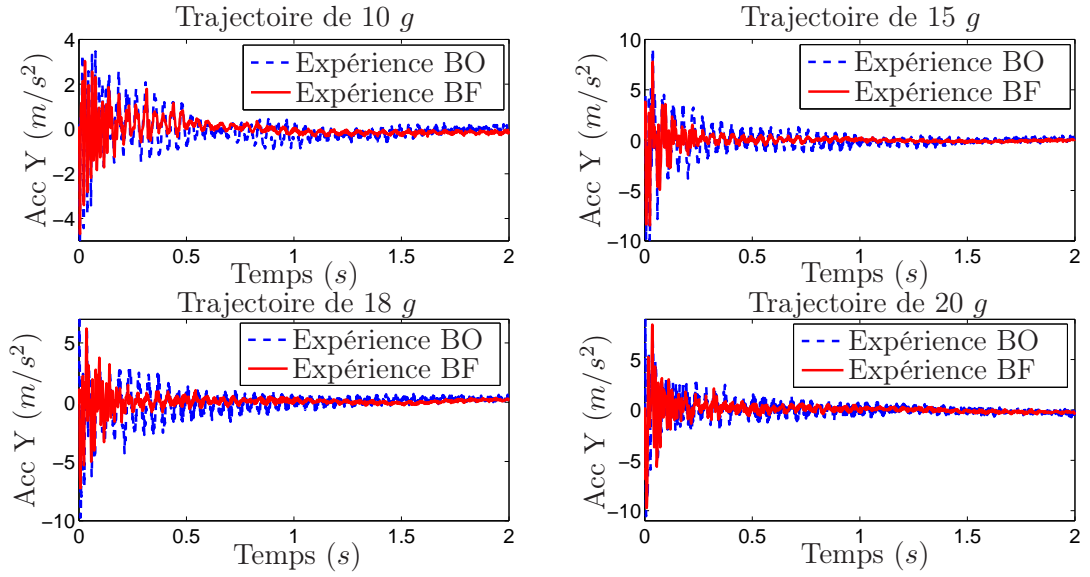 Trajectoire de 10 g
Acc Y (m/s²)
4
2
0
−2
−4
0 0.5 1 1.5 2
Temps (s)
Expérience BO
Expérience BF
Trajectoire de 15 g
Acc Y (m/s²)
10
5
0
−5
−10
0 0.5 1 1.5 2
Temps (s)
Expérience BO
Expérience BF
Trajectoire de 18 g
Acc Y (m/s²)
5
0
−5
−10
0 0.5 1 1.5 2
Temps (s)
Expérience BO
Expérience BF
Trajectoire de 20 g
Acc Y (m/s²)
5
0
−5
−10
0 0.5 1 1.5 2
Temps (s)
Expérience BO
Expérience BF